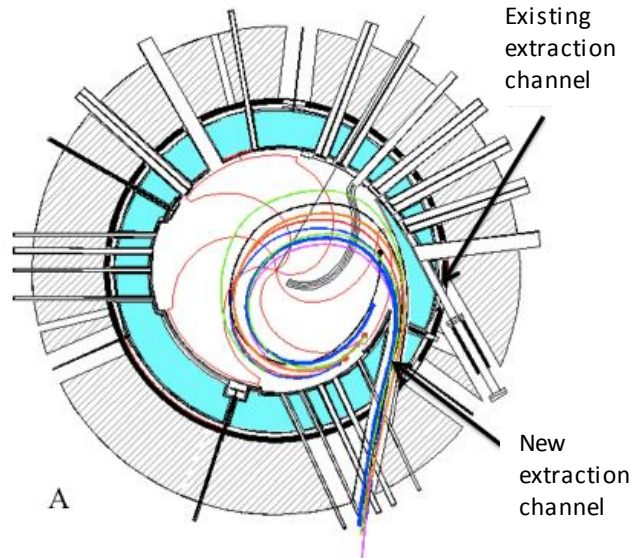 Existing
extraction
channel
New
extraction
channel
A